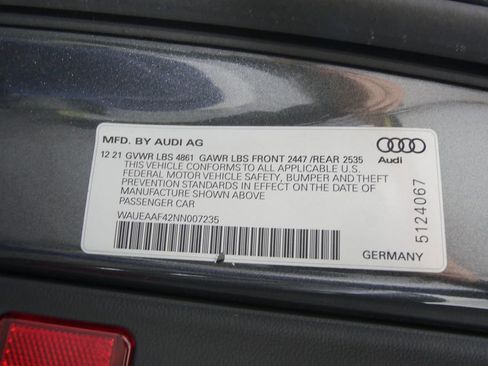 MFD. BY AUDI AG
Audi
12 21 GVWR LBS 4861 GAWR LBS FRONT 2447 /REAR 2535
THIS VEHICLE CONFORMS TO ALL APPLICABLE U.S.
FEDERAL MOTOR VEHICLE SAFETY, BUMPER AND THEFT
PREVENTION STANDARDS IN EFFECT ON THE DATE OF
MANUFACTURE SHOWN ABOVE
PASSENGER CAR
WAUEAAF42NN007235
5124067
GERMANY